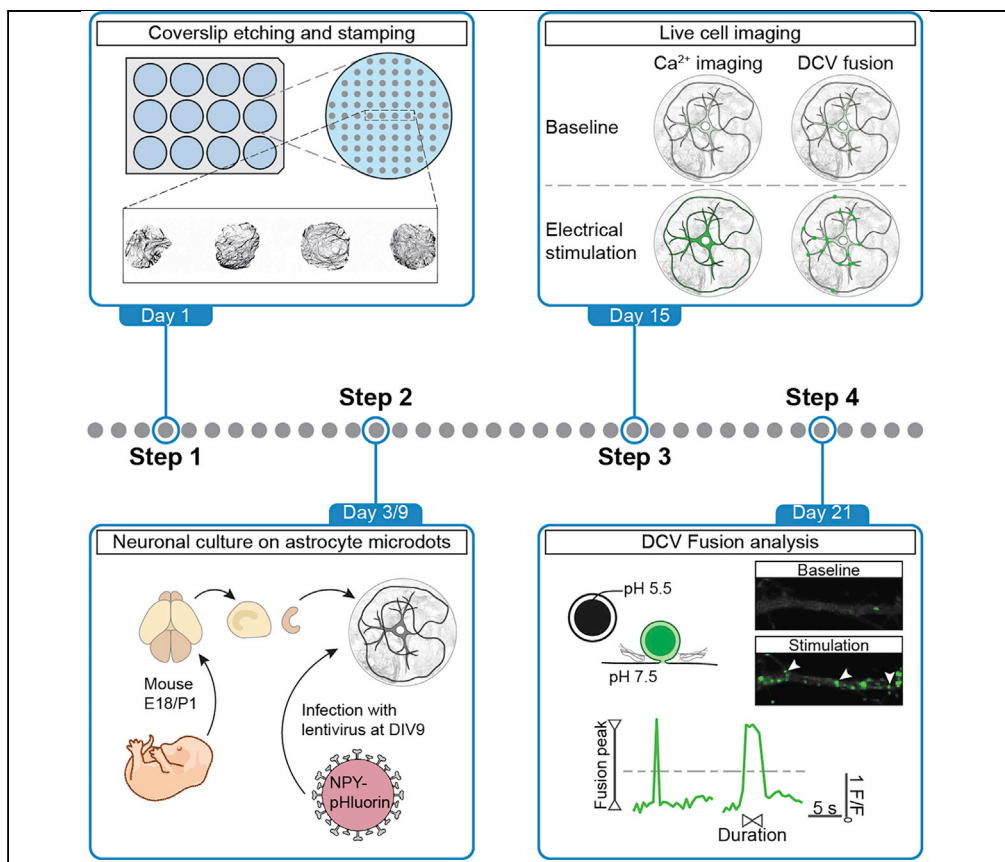 Coverslip etching and stamping
Day 1
Live cell imaging
Ca²⁺ imaging
DCV fusion
Baseline
Electrical
stimulation
Day 15
Step 1
Step 2
Step 3
Step 4
Day 3/9
Neuronal culture on astrocyte microdots
Mouse
E18/P1
Infection with
lentivirus at DIV9
NPY-
pHluorin
Day 21
DCV Fusion analysis
pH 5.5
pH 7.5
Baseline
Stimulation
Fusion peak
Duration
5 s
1 F/F₀